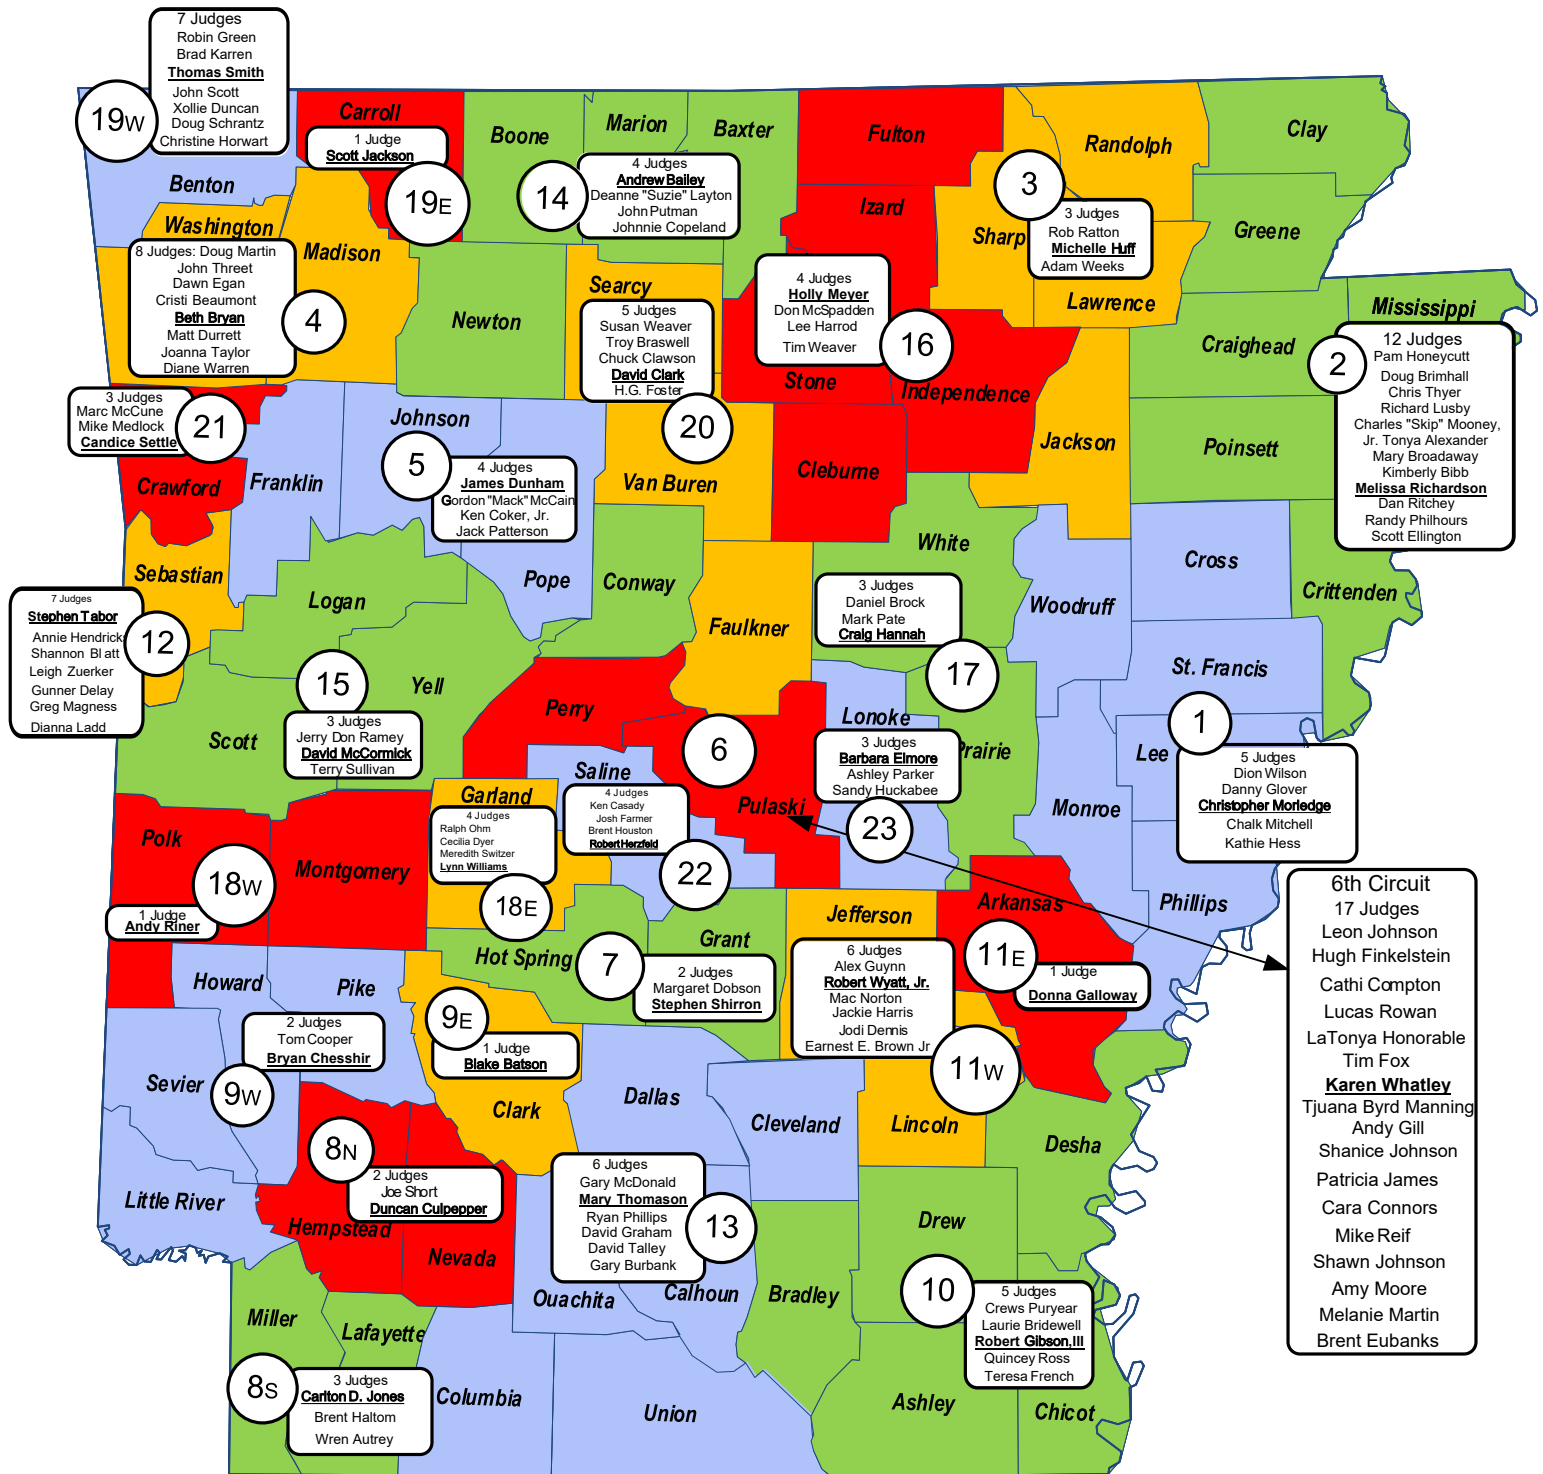 7 Judges
Robin Green
Brad Karren
Thomas Smith
John Scott
Xollie Duncan
Doug Schrantz
Christine Horwart
19W
Benton
Carroll
1 Judge
Scott Jackson
19E
Boone
Marion
Baxter
14
4 Judges
Andrew Bailey
Deanne "Suzie" Layton
John Putman
Johnnie Copeland
Fulton
Izard
Sharp
Randolph
Clay
3
3 Judges
Rob Ratton
Michelle Huff
Adam Weeks
Greene
Lawrence
Washington
Madison
8 Judges: Doug Martin
John Threet
Dawn Egan
Cristi Beaumont
Beth Bryan
Matt Durrett
Joanna Taylor
Diane Warren
4
Newton
Searcy
5 Judges
Susan Weaver
Troy Braswell
Chuck Clawson
David Clark
H.G. Foster
20
4 Judges
Holly Meyer
Don McSpadden
Lee Harrod
Tim Weaver
16
Stone
Independence
Mississippi
Craighead
2
12 Judges
Pam Honeycutt
Doug Brimhall
Chris Thyer
Richard Lusby
Charles "Skip" Mooney,
Jr. Tonya Alexander
Mary Broadaway
Kimberly Bibb
Melissa Richardson
Dan Ritchey
Randy Philhours
Scott Ellington
3 Judges
Marc McCune
Mike Medlock
Candice Settle
21
Crawford
Franklin
Johnson
5
4 Judges
James Dunham
Gordon "Mack" McCain
Ken Coker, Jr.
Jack Patterson
Pope
Van Buren
Cleburne
Jackson
Poinsett
White
Cross
Crittenden
Woodruff
St. Francis
Sebastian
7 Judges
Stephen Tabor
Annie Hendrick
Shannon Blatt
Leigh Zuerker
Gunner Delay
Greg Magness
Dianna Ladd
12
Logan
Conway
Faulkner
3 Judges
Daniel Brock
Mark Pate
Craig Hannah
17
15
Yell
Scott
3 Judges
Jerry Don Ramey
David McCormick
Terry Sullivan
Perry
6
Pulaski
Lonoke
Prairie
3 Judges
Barbara Elmore
Ashley Parker
Sandy Huckabee
23
Lee
1
5 Judges
Dion Wilson
Danny Glover
Christopher Morledge
Chalk Mitchell
Kathie Hess
Monroe
Phillips
Saline
4 Judges
Ken Casady
Josh Farmer
Brent Houston
Robert Herzfeld
22
Garland
4 Judges
Ralph Ohm
Cecilia Dyer
Meredith Switzer
Lynn Williams
18E
Polk
18W
1 Judge
Andy Riner
Montgomery
Hot Spring
7
Grant
2 Judges
Margaret Dobson
Stephen Shirron
Jefferson
6 Judges
Alex Guynn
Robert Wyatt, Jr.
Mac Norton
Jackie Harris
Jodi Dennis
Earnest E. Brown Jr
11W
Arkansas
11E
1 Judge
Donna Galloway
6th Circuit
17 Judges
Leon Johnson
Hugh Finkelstein
Cathi Compton
Lucas Rowan
LaTonya Honorable
Tim Fox
Karen Whatley
Tjuana Byrd Manning
Andy Gill
Shanice Johnson
Patricia James
Cara Connors
Mike Reif
Shawn Johnson
Amy Moore
Melanie Martin
Brent Eubanks
Howard
Pike
2 Judges
Tom Cooper
Bryan Chesshir
9W
Sevier
Little River
9E
1 Judge
Blake Batson
Clark
8N
2 Judges
Joe Short
Duncan Culpepper
Hempstead
Nevada
Dallas
Cleveland
Lincoln
Desha
6 Judges
Gary McDonald
Mary Thomason
Ryan Phillips
David Graham
David Talley
Gary Burbank
13
Ouachita
Calhoun
Bradley
Drew
10
5 Judges
Crews Puryear
Laurie Bridewell
Robert Gibson,III
Quincey Ross
Teresa French
Miller
Lafayette
8S
3 Judges
Carlton D. Jones
Brent Haltom
Wren Autrey
Columbia
Union
Ashley
Chicot